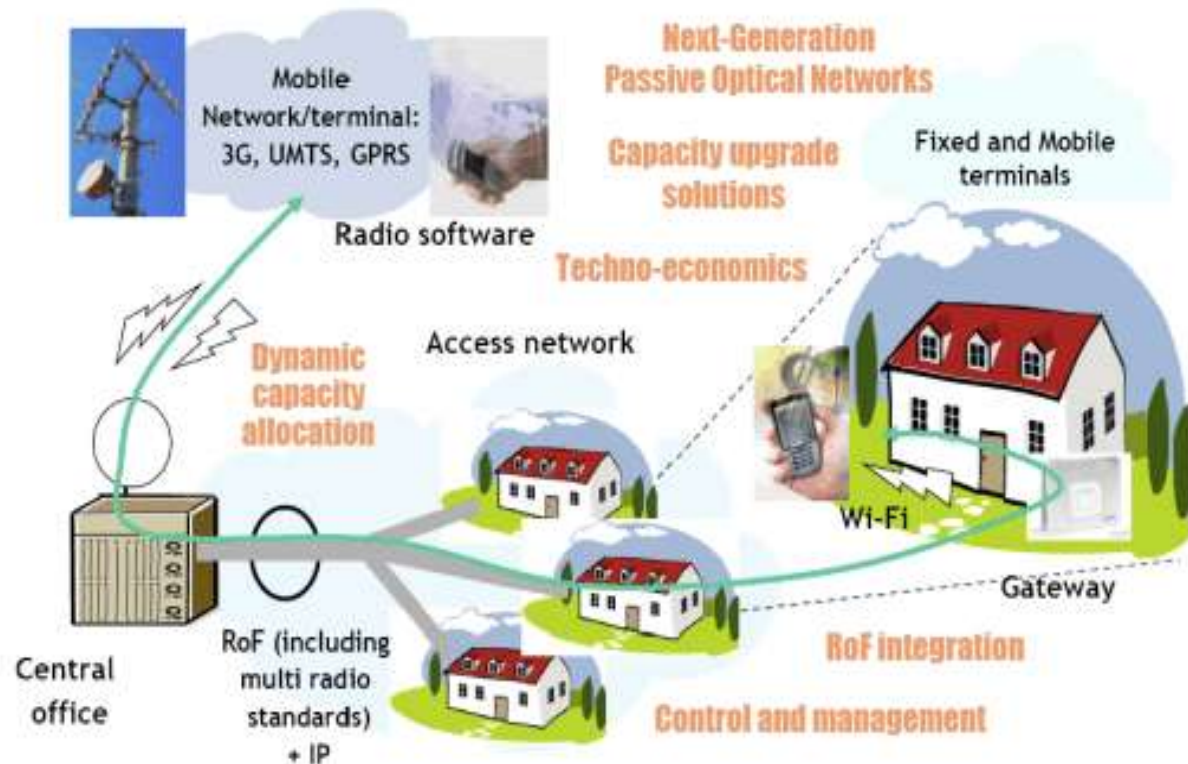 Next-Generation
Passive Optical Networks
Mobile
Network/terminal:
3G, UMTS, GPRS
Capacity upgrade
solutions
Fixed and Mobile
terminals
Radio software
Techno-economics
Access network
Dynamic
capacity
allocation
Wi-Fi
Gateway
RoF (including
multi radio
standards)
+ IP
RoF integration
Central
office
Control and management